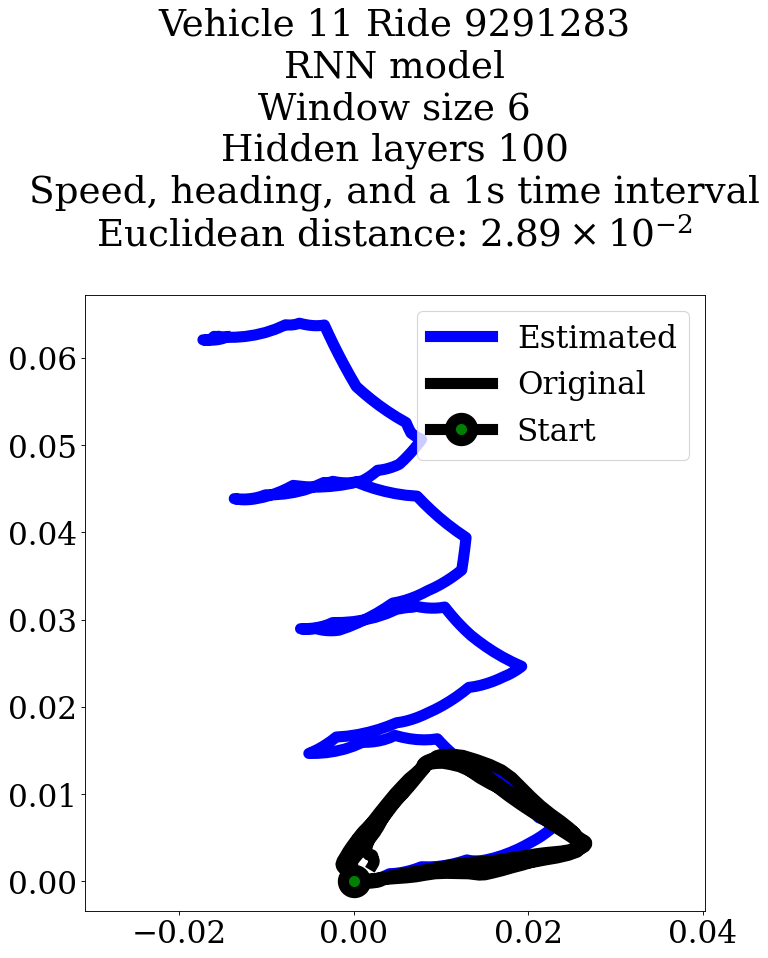 Vehicle 11 Ride 9291283
RNN model
Window size 6
Hidden layers 100
Speed, heading, and a 1s time interval
Euclidean distance: 2.89 × 10⁻²
Estimated
Original
Start
0.06
0.05
0.04
0.03
0.02
0.01
0.00
−0.02
0.00
0.02
0.04